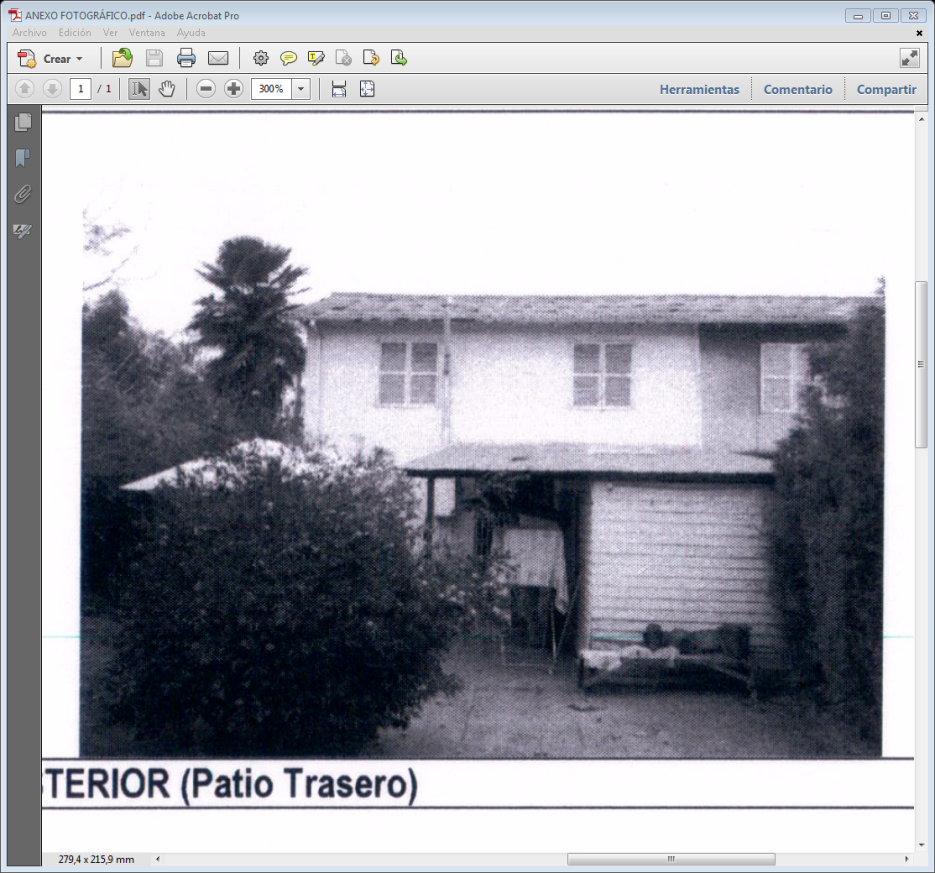 ANEXO FOTOGRÁFICO.pdf - Adobe Acrobat Pro
Archivo Edición Ver Ventana Ayuda
Crear
1 / 1 300% Herramientas Comentario Compartir
TERIOR (Patio Trasero)
279,4 x 215,9 mm